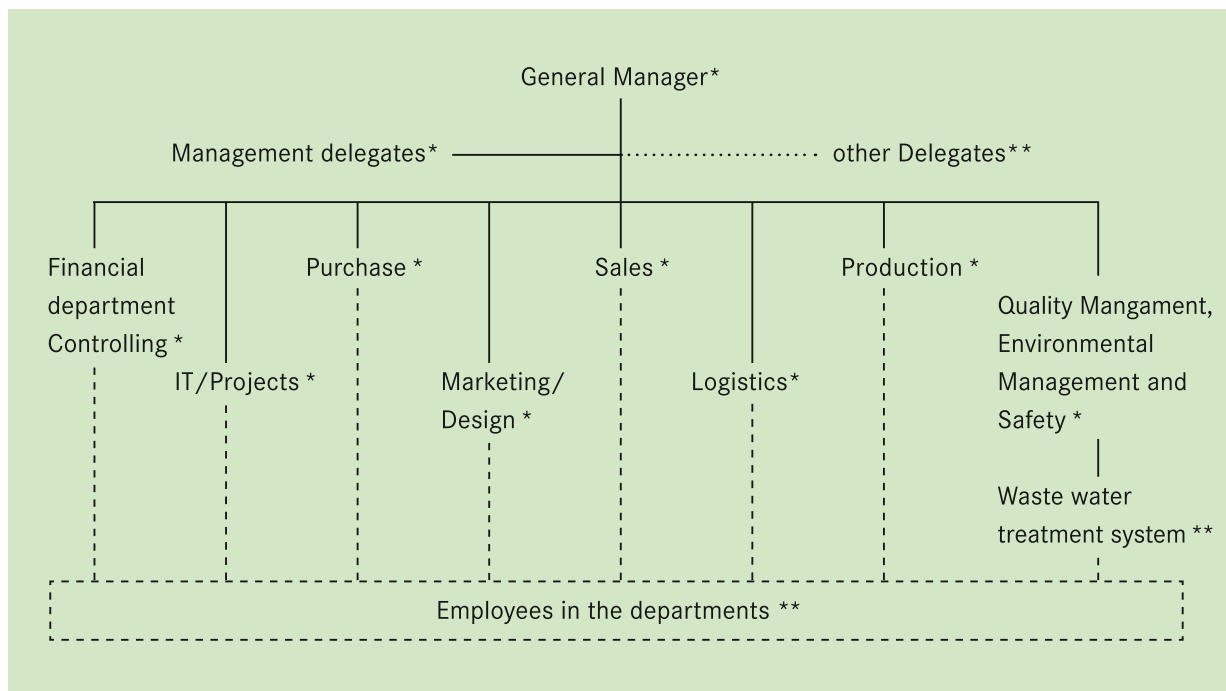 General Manager*
Management delegates*
other Delegates**
Financial
department
Controlling *
IT/Projects *
Purchase *
Marketing/
Design *
Sales *
Logistics*
Production *
Quality Mangament,
Environmental
Management and
Safety *
Waste water
treatment system **
Employees in the departments **